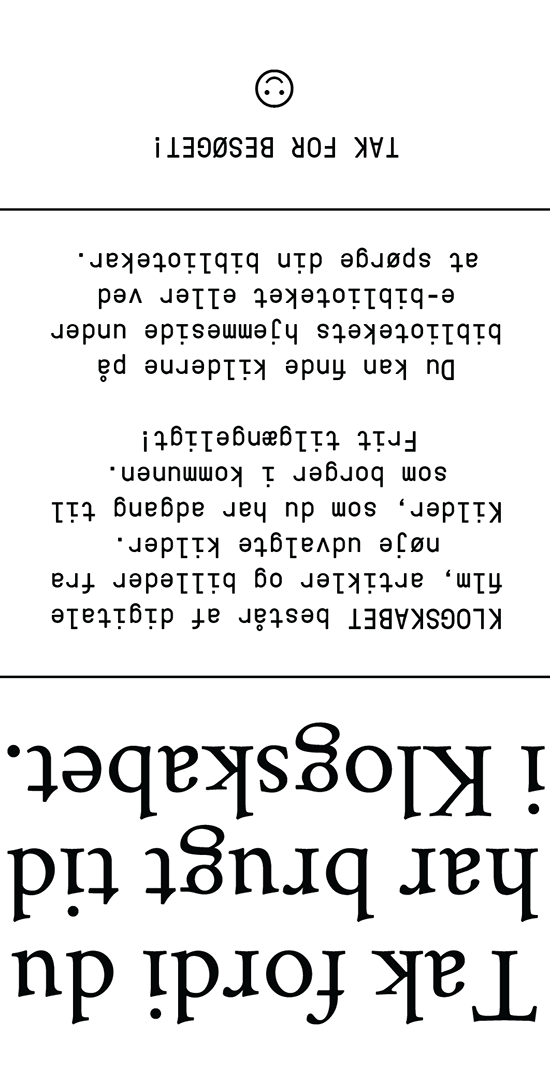 Tak fordi du
har brugt tid
i Klogskabet.
KLOGSKABET består af digitale
film, artikler og billeder fra
nøje udvalgte kilder.
Kilder, som du har adgang til
som borger i kommunen.
Frit tilgængeligt!
Du kan finde kilderne på
bibliotekets hjemmeside under
e-biblioteket eller ved
at spørge din bibliotekar.
TAK FOR BESØGET!